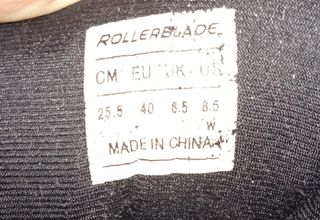 ROLLERBLADE
CM EU UK US
25.5 40 6.5 8.5
W
MADE IN CHINA